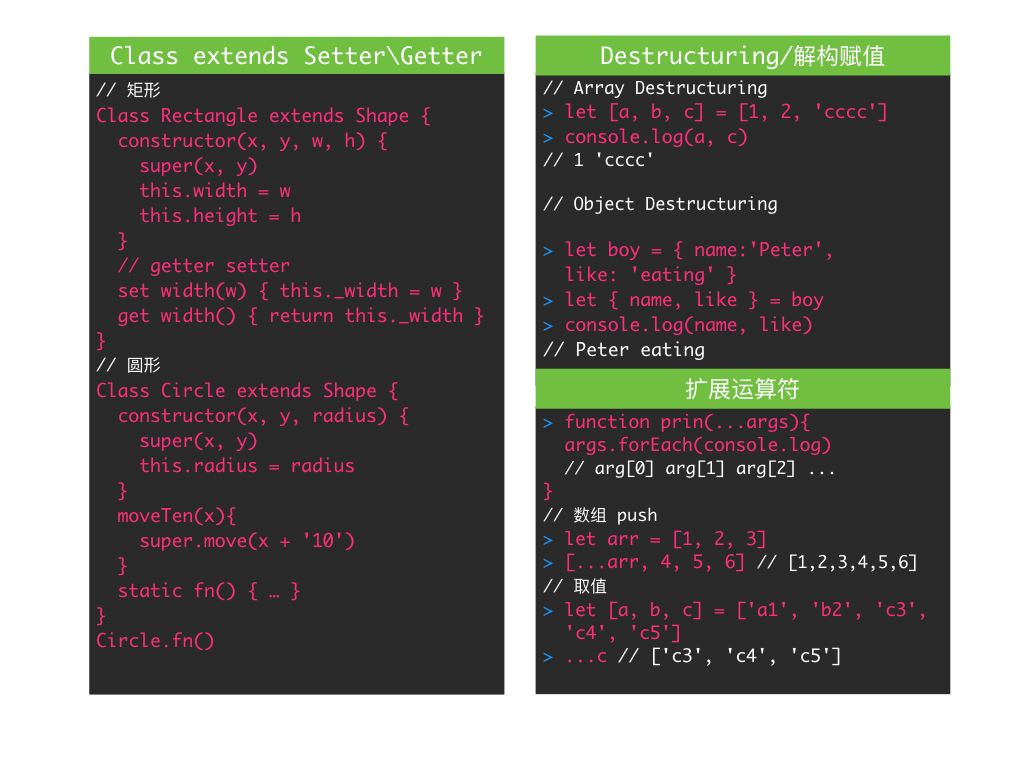 Class extends Setter\Getter
// 矩形
Class Rectangle extends Shape {
  constructor(x, y, w, h) {
    super(x, y)
    this.width = w
    this.height = h
  }
  // getter setter
  set width(w) { this._width = w }
  get width() { return this._width }
}
// 圆形
Class Circle extends Shape {
  constructor(x, y, radius) {
    super(x, y)
    this.radius = radius
  }
  moveTen(x){
    super.move(x + '10')
  }
  static fn() { … }
}
Circle.fn()
Destructuring/解构赋值
// Array Destructuring
> let [a, b, c] = [1, 2, 'cccc']
> console.log(a, c)
// 1 'cccc'
// Object Destructuring
> let boy = { name:'Peter',
  like: 'eating' }
> let { name, like } = boy
> console.log(name, like)
// Peter eating
扩展运算符
> function prin(...args){
  args.forEach(console.log)
  // arg[0] arg[1] arg[2] ...
}
// 数组 push
> let arr = [1, 2, 3]
> [...arr, 4, 5, 6] // [1,2,3,4,5,6]
// 取值
> let [a, b, c] = ['a1', 'b2', 'c3',
  'c4', 'c5']
> ...c // ['c3', 'c4', 'c5']